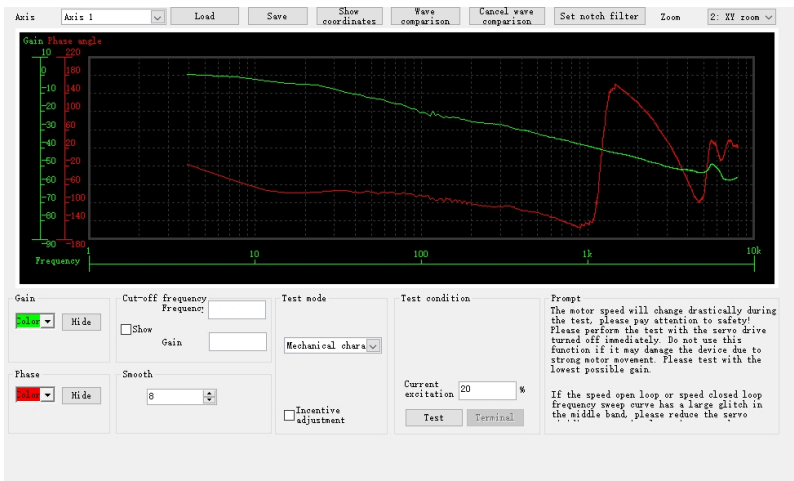 Axis Axis 1 Load Save Show coordinates Wave comparison Cancel wave comparison Set notch filter Zoom 2: XY zoom
Gain Phase angle
10 220
0 180
-10 140
-20 100
-30 60
-40 20
-50 -20
-60 -60
-70 -100
-80 -140
-90 -180
1 10 100 1k 10k
Frequency
Gain
Color Hide
Cut-off frequency
Frequency
Show
Gain
Test mode
Mechanical chara
Incentive adjustment
Test condition
Current excitation 20 %
Test Terminal
Phase
Color Hide
Smooth
8
Prompt
The motor speed will change drastically during
the test, please pay attention to safety!
Please perform the test with the servo drive
turned off immediately. Do not use this
function if it may damage the device due to
strong motor movement. Please test with the
lowest possible gain.
If the speed open loop or speed closed loop
frequency sweep curve has a large glitch in
the middle band, please reduce the servo